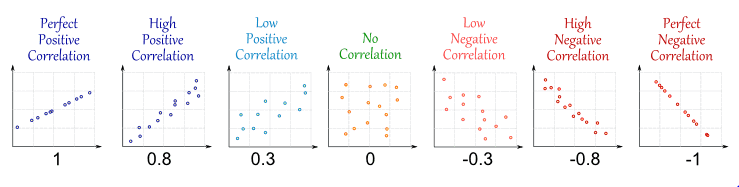 Perfect
Positive
Correlation
1
High
Positive
Correlation
0.8
Low
Positive
Correlation
0.3
No
Correlation
0
Low
Negative
Correlation
-0.3
High
Negative
Correlation
-0.8
Perfect
Negative
Correlation
-1